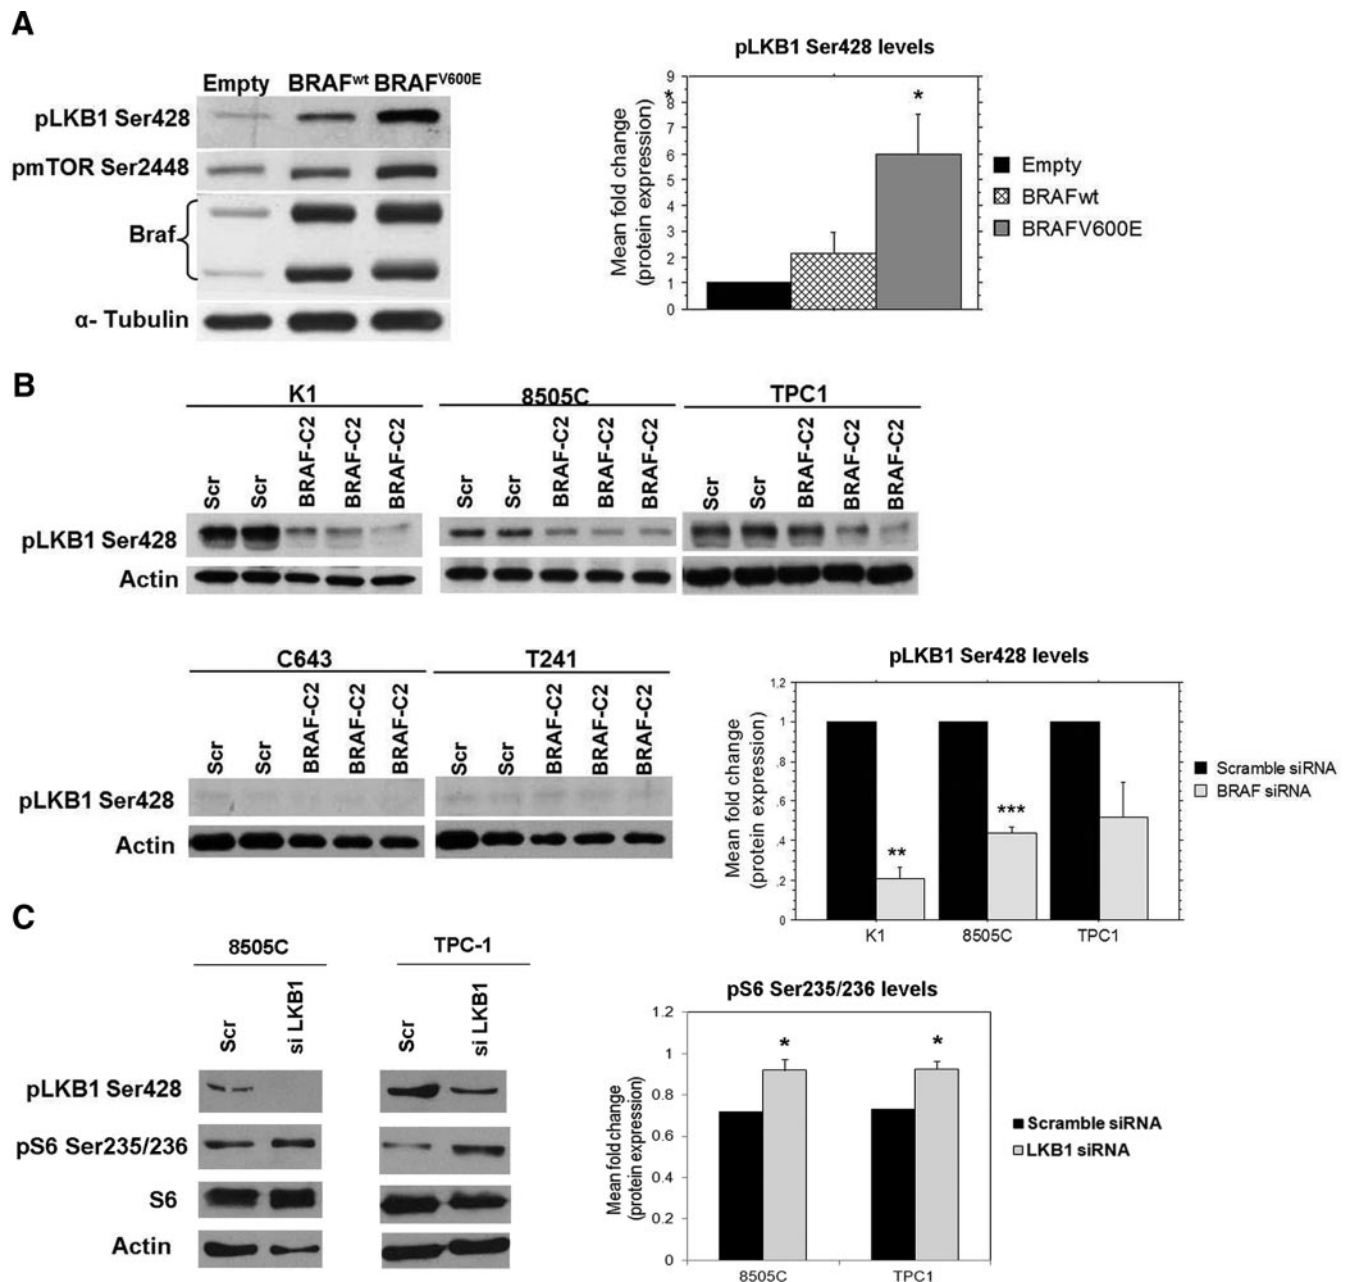 A
Empty BRAFwt BRAFV600E
pLKB1 Ser428
pmTOR Ser2448
Braf
α- Tubulin
pLKB1 Ser428 levels
Mean fold change
(protein expression)
9
*
8
7
6
5
4
3
2
1
0
*
Empty
BRAFwt
BRAFV600E
B
K1
8505C
TPC1
Scr Scr BRAF-C2 BRAF-C2 BRAF-C2
Scr Scr BRAF-C2 BRAF-C2 BRAF-C2
Scr Scr BRAF-C2 BRAF-C2 BRAF-C2
pLKB1 Ser428
Actin
C643
T241
Scr Scr BRAF-C2 BRAF-C2 BRAF-C2
Scr Scr BRAF-C2 BRAF-C2 BRAF-C2
pLKB1 Ser428
Actin
pLKB1 Ser428 levels
Mean fold change
(protein expression)
1,2
1
,8
,6
,4
,2
0
**
***
K1 8505C TPC1
Scramble siRNA
BRAF siRNA
C
8505C
TPC-1
Scr si LKB1
Scr si LKB1
pLKB1 Ser428
pS6 Ser235/236
S6
Actin
pS6 Ser235/236 levels
Mean fold change
(protein expression)
1.2
1
0.8
0.6
0.4
0.2
0
*
*
8505C TPC1
Scramble siRNA
LKB1 siRNA